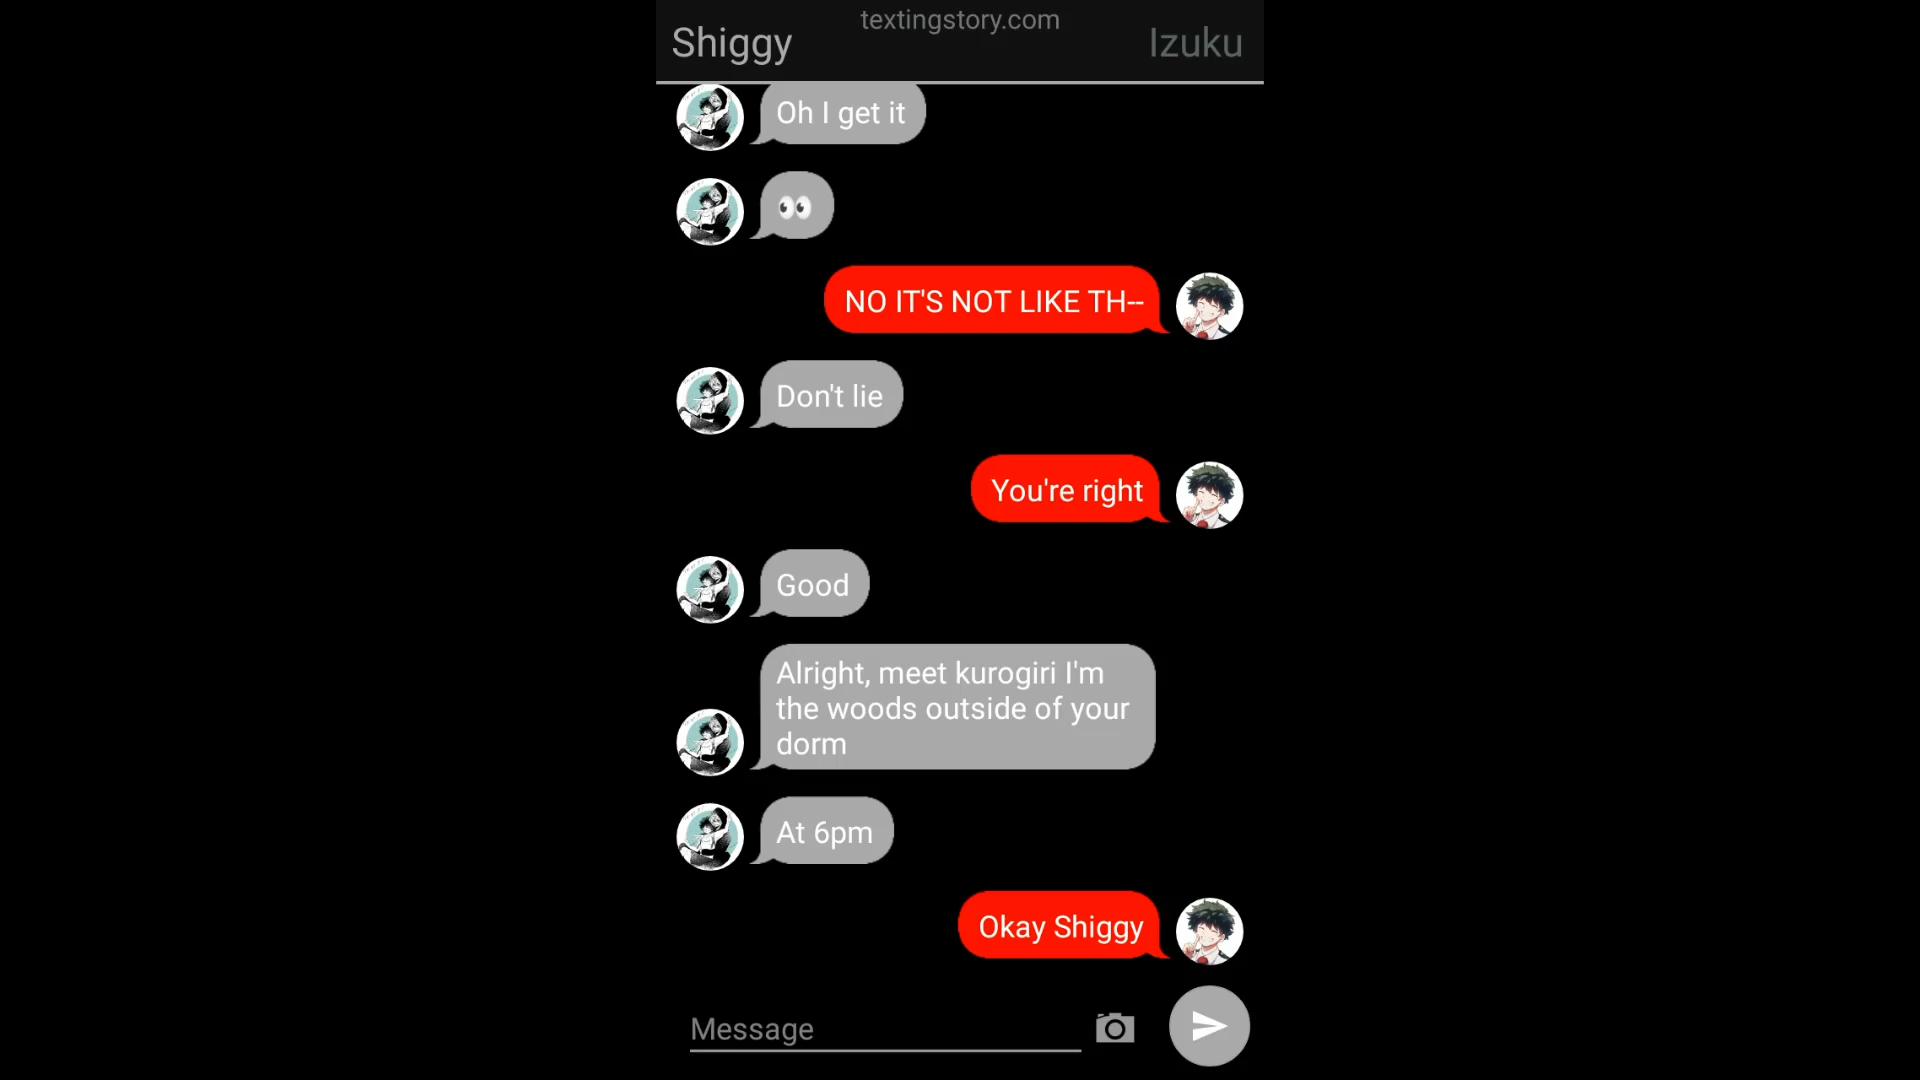 textingstory.com
Shiggy
Izuku
Oh I get it
👀
NO IT'S NOT LIKE TH--
Don't lie
You're right
Good
Alright, meet kurogiri I'm
the woods outside of your
dorm
At 6pm
Okay Shiggy
Message